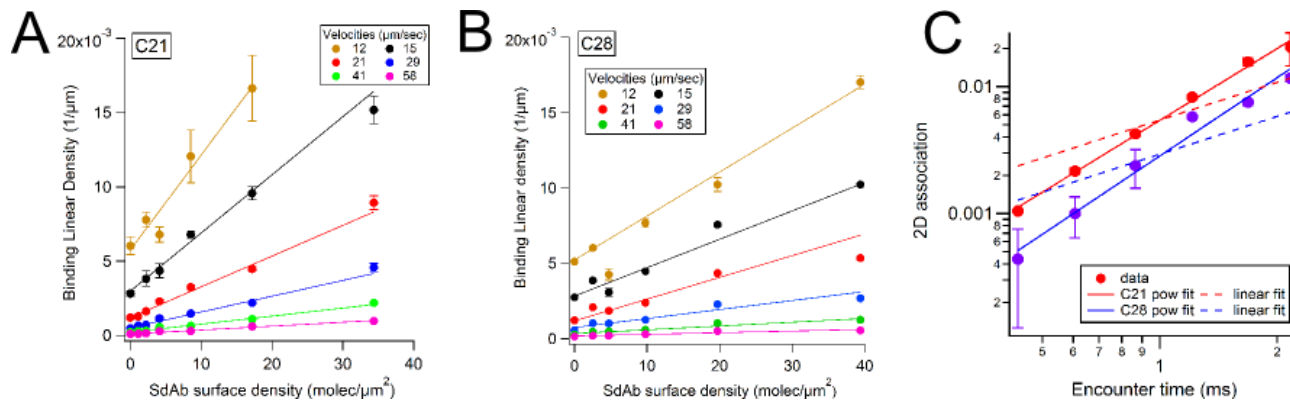 A
C21
Velocities (µm/sec)
12 15
21 29
41 58
20x10⁻³
15
10
5
0
Binding Linear Density (1/µm)
0 10 20 30 40
SdAb surface density (molec/µm²)
B
C28
Velocities (µm/sec)
12 15
21 29
41 58
20x10⁻³
15
10
5
0
Binding Linear Density (1/µm)
0 10 20 30 40
SdAb surface density (molec/µm²)
C
2D association
2
0.01
8
6
4
2
0.001
8
6
4
2
data
C21 pow fit linear fit
C28 pow fit linear fit
5 6 7 8 9 1 2
Encounter time (ms)